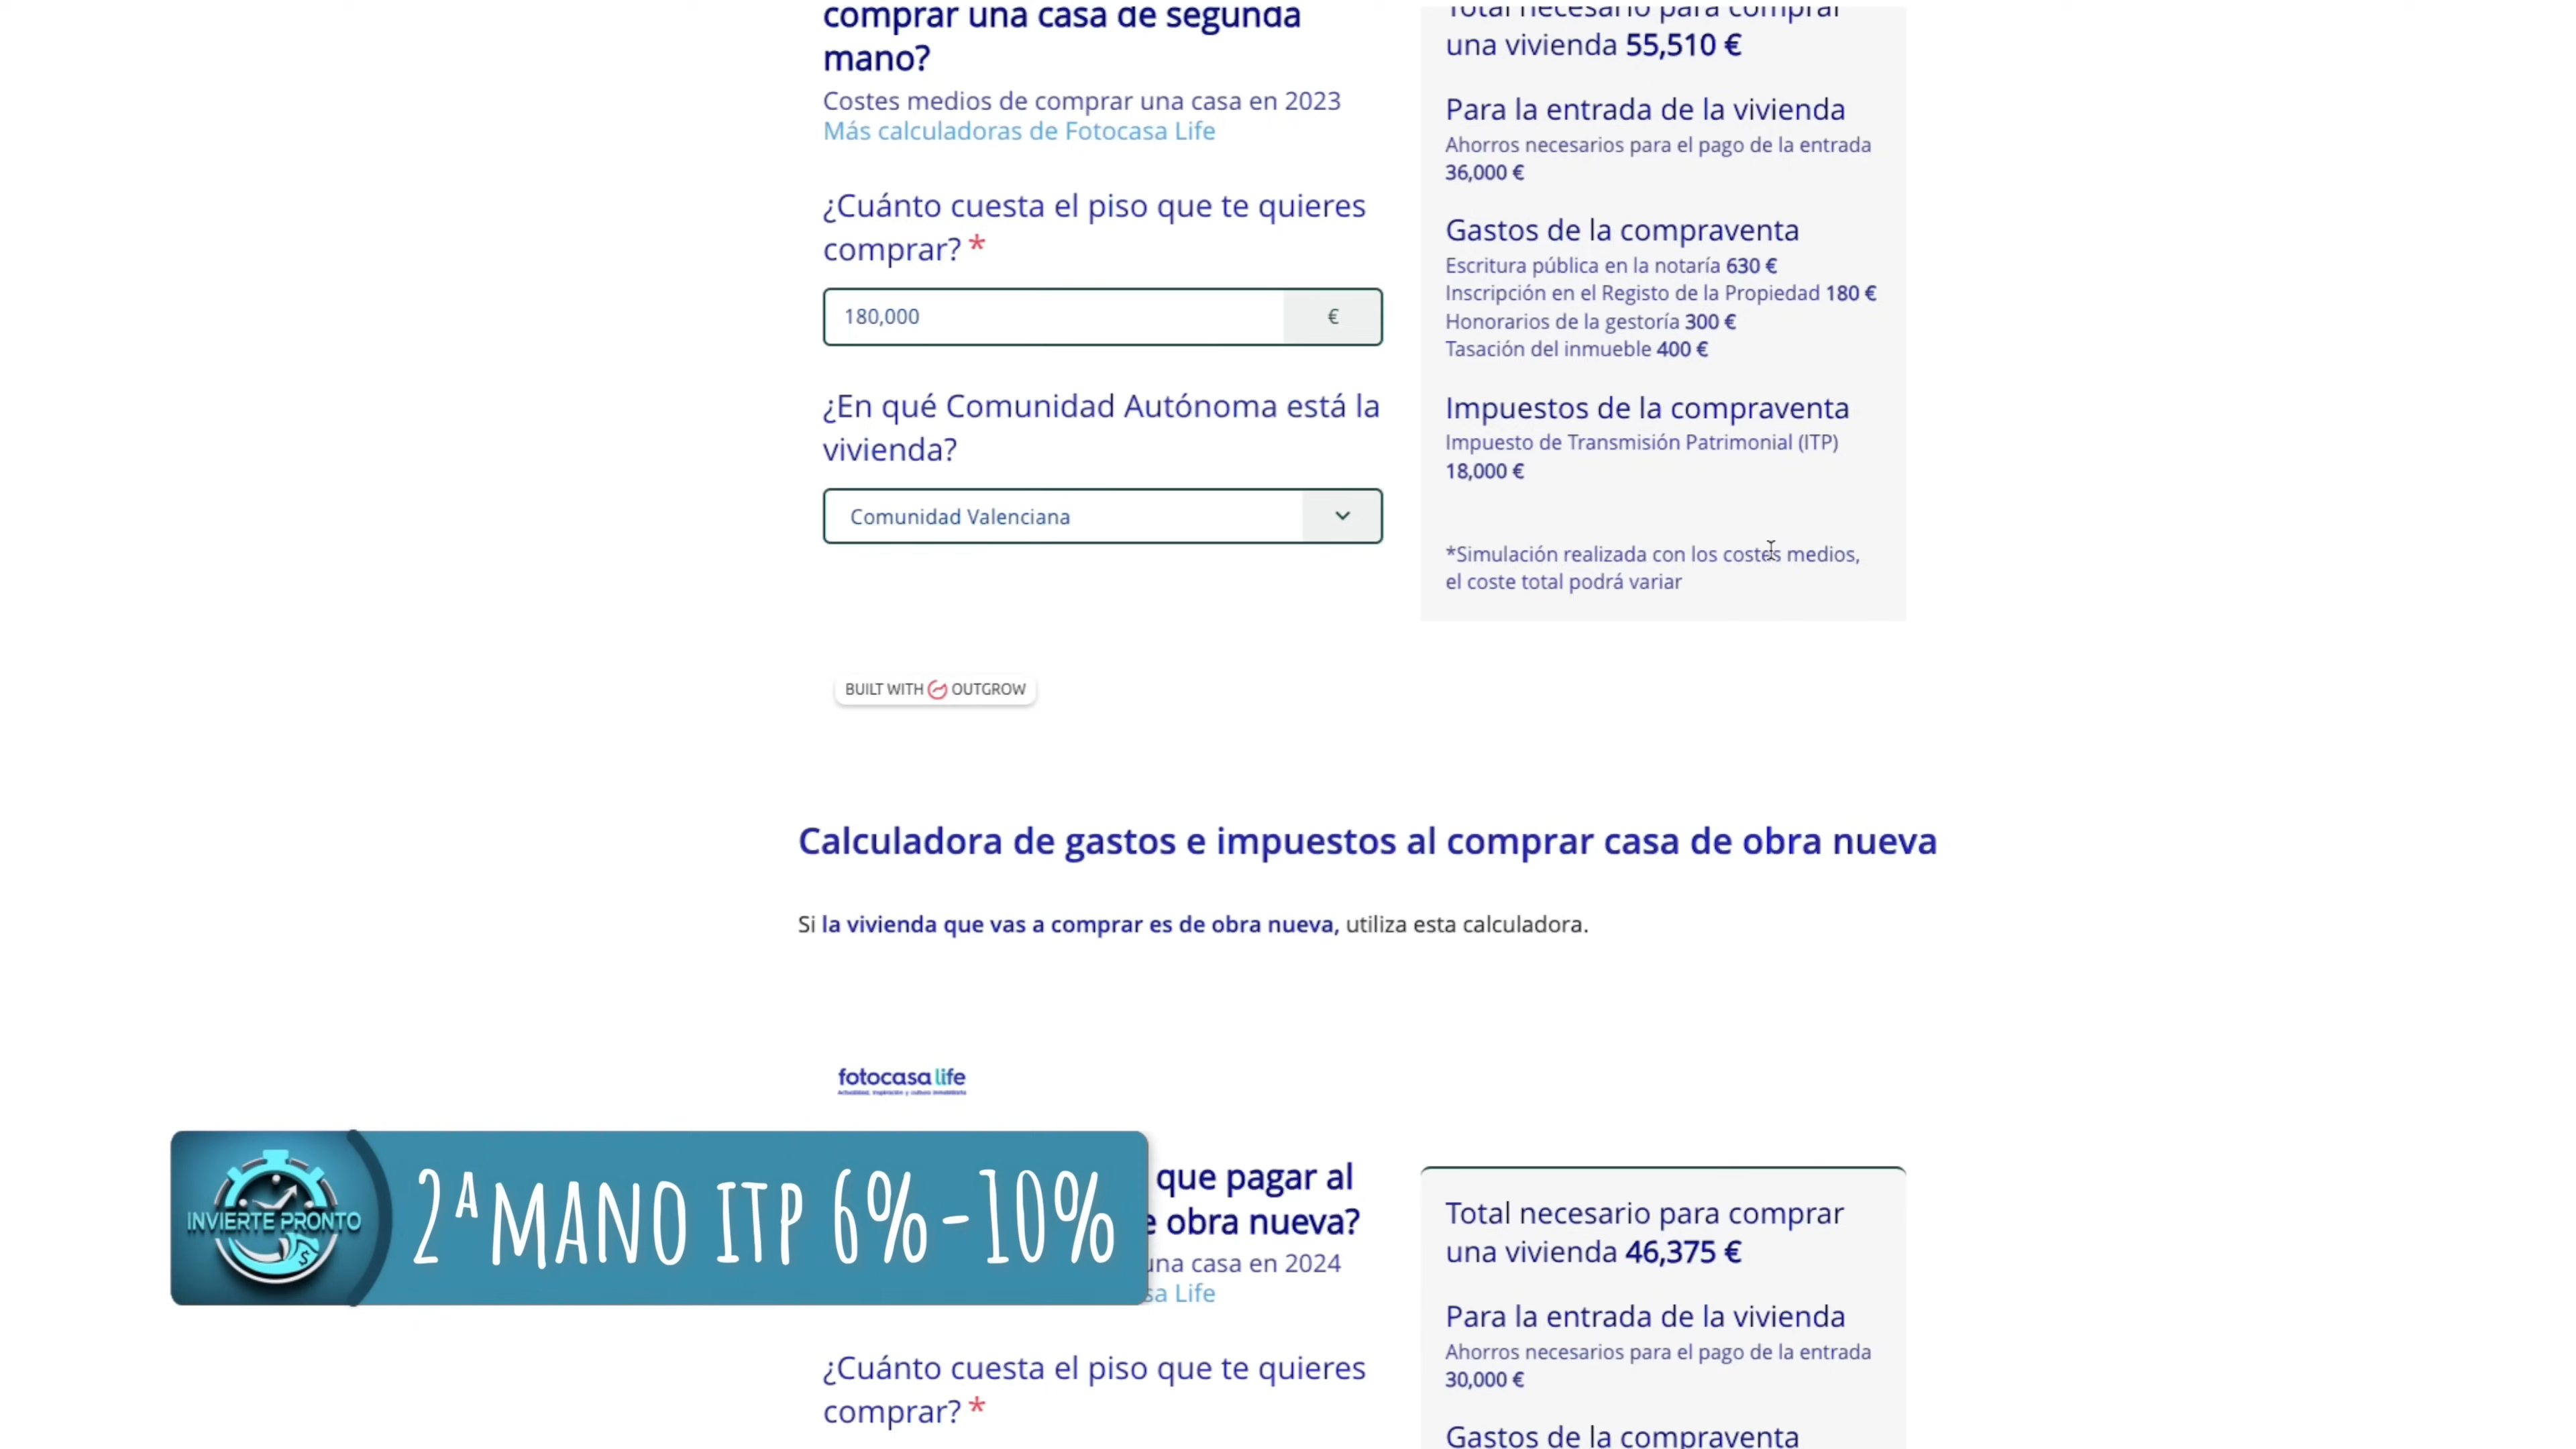 comprar una casa de segunda
mano?
Costes medios de comprar una casa en 2023
Más calculadoras de Fotocasa Life
¿Cuánto cuesta el piso que te quieres
comprar? *
180,000 €
¿En qué Comunidad Autónoma está la
vivienda?
Comunidad Valenciana
Total necesario para comprar
una vivienda 55,510 €
Para la entrada de la vivienda
Ahorros necesarios para el pago de la entrada
36,000 €
Gastos de la compraventa
Escritura pública en la notaría 630 €
Inscripción en el Registo de la Propiedad 180 €
Honorarios de la gestoría 300 €
Tasación del inmueble 400 €
Impuestos de la compraventa
Impuesto de Transmisión Patrimonial (ITP)
18,000 €
*Simulación realizada con los costes medios,
el coste total podrá variar
BUILT WITH OUTGROW
Calculadora de gastos e impuestos al comprar casa de obra nueva
Si la vivienda que vas a comprar es de obra nueva, utiliza esta calculadora.
fotocasa life
Actualidad, inspiración y cultura inmobiliaria
que pagar al
e obra nueva?
una casa en 2024
sa Life
INVIERTE PRONTO
2ª MANO ITP 6%-10%
¿Cuánto cuesta el piso que te quieres
comprar? *
Total necesario para comprar
una vivienda 46,375 €
Para la entrada de la vivienda
Ahorros necesarios para el pago de la entrada
30,000 €
Gastos de la compraventa